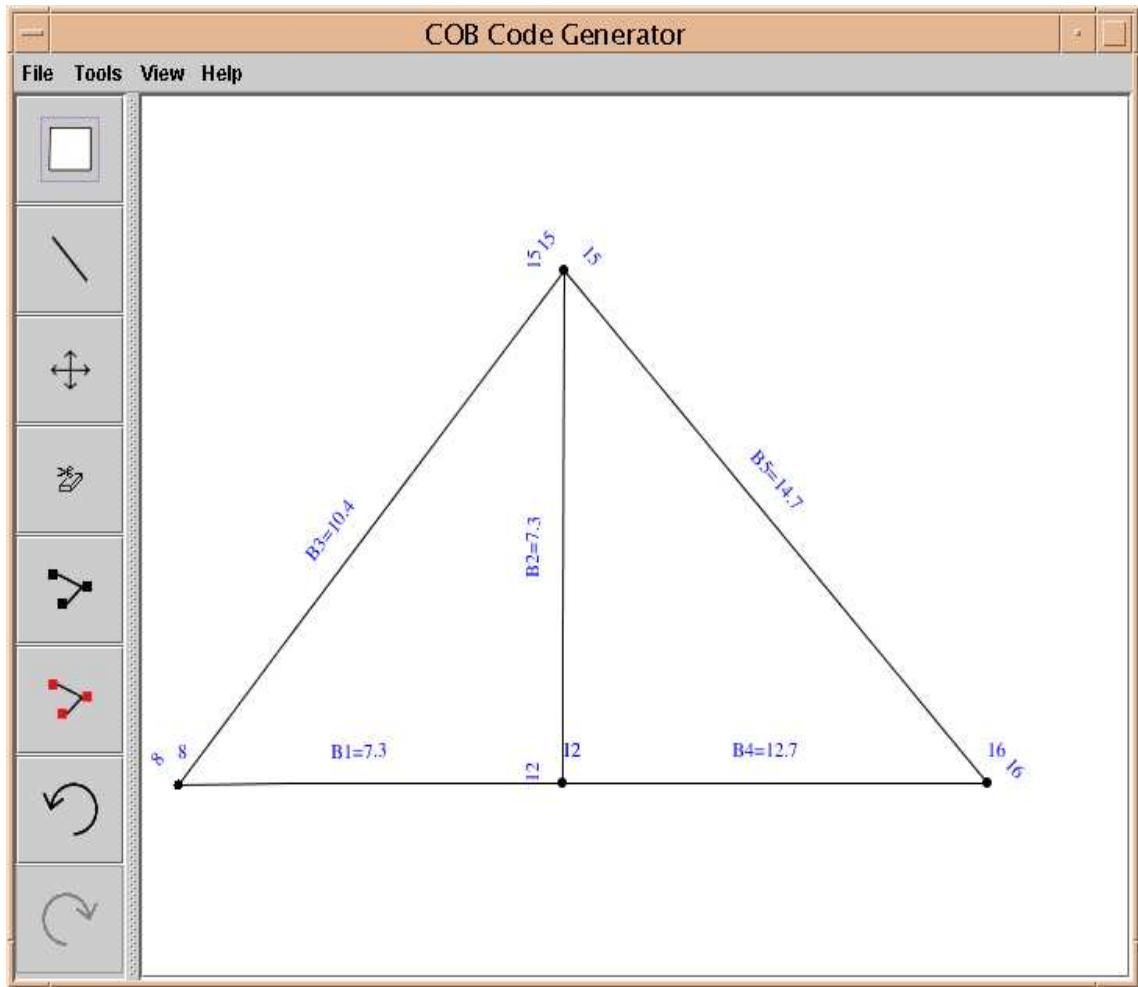 COB Code Generator
File Tools View Help
15 15 15
B5=14.7
B3=10.4
B2=7.3
8 8 B1=7.3 12 12 B4=12.7 16 16